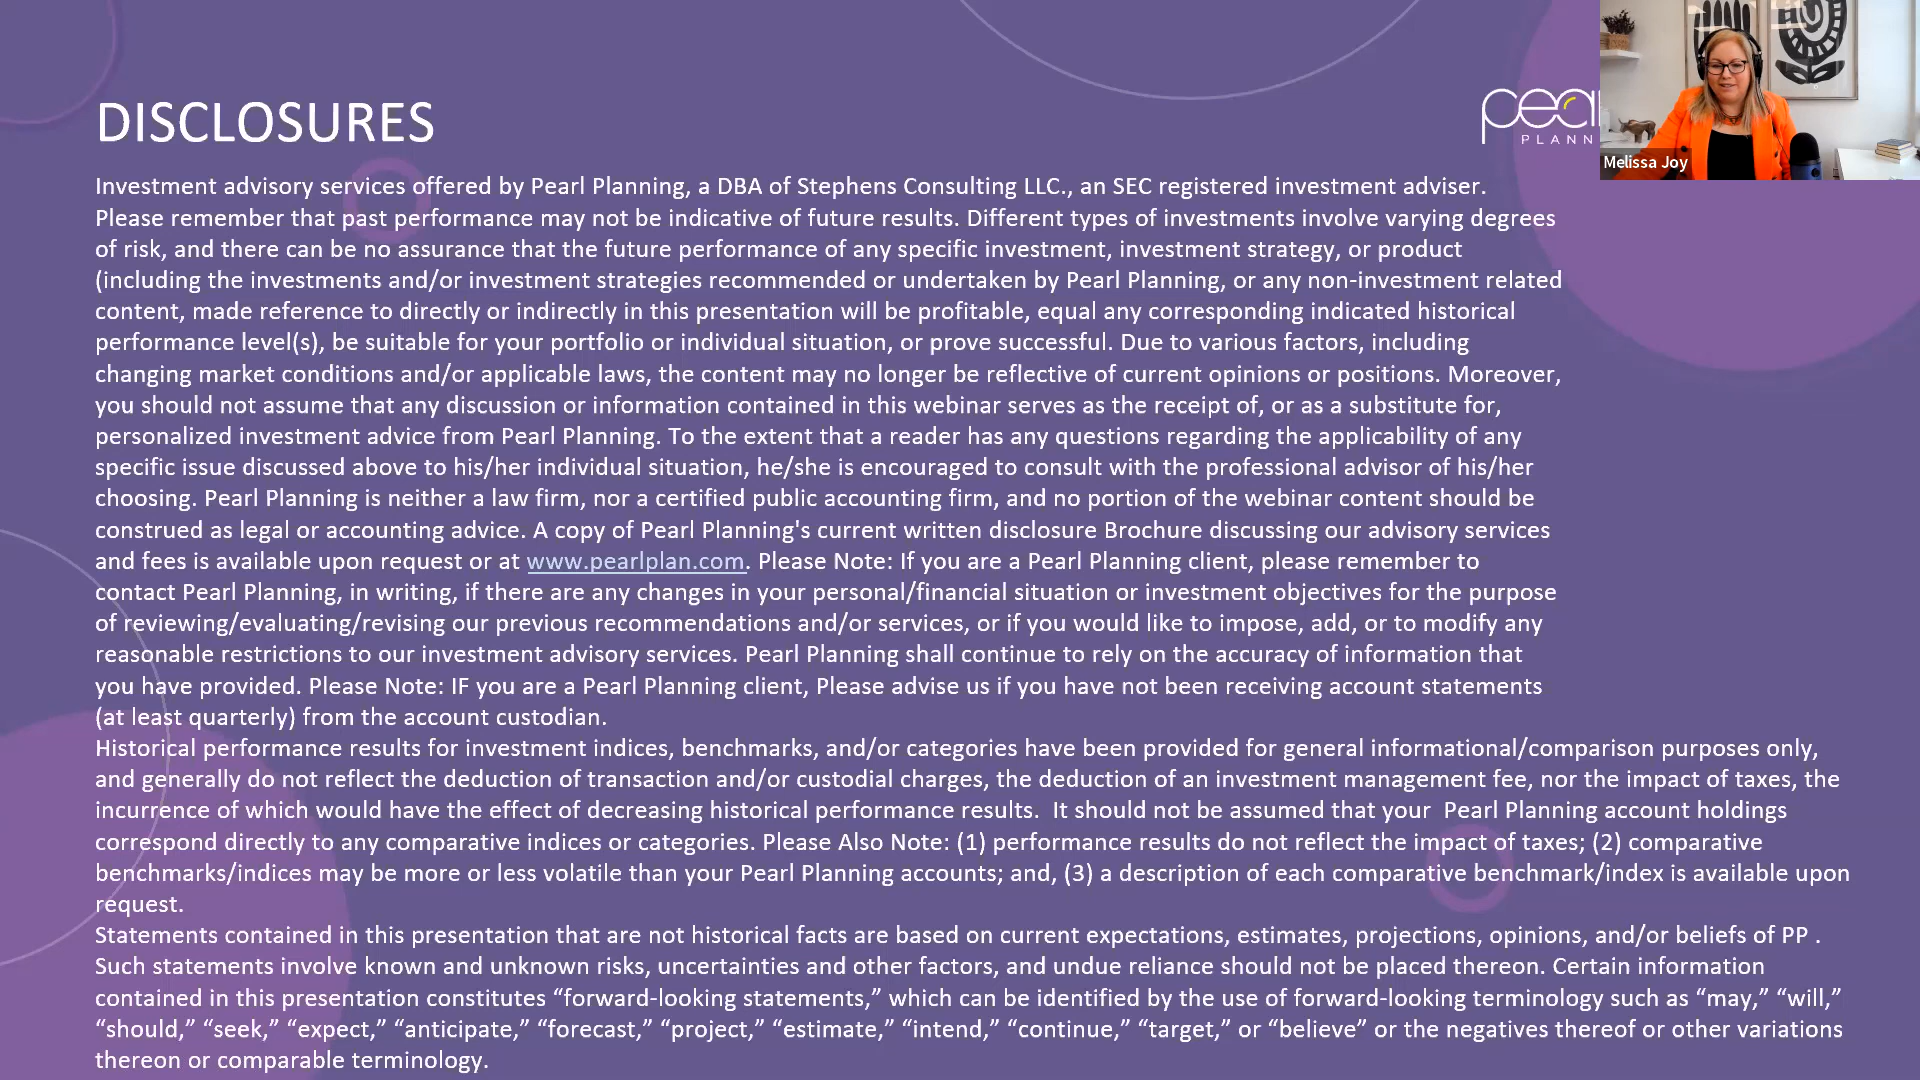 DISCLOSURES
pea
PLANN
Melissa Joy
Investment advisory services offered by Pearl Planning, a DBA of Stephens Consulting LLC., an SEC registered investment adviser.
Please remember that past performance may not be indicative of future results. Different types of investments involve varying degrees
of risk, and there can be no assurance that the future performance of any specific investment, investment strategy, or product
(including the investments and/or investment strategies recommended or undertaken by Pearl Planning, or any non-investment related
content, made reference to directly or indirectly in this presentation will be profitable, equal any corresponding indicated historical
performance level(s), be suitable for your portfolio or individual situation, or prove successful. Due to various factors, including
changing market conditions and/or applicable laws, the content may no longer be reflective of current opinions or positions. Moreover,
you should not assume that any discussion or information contained in this webinar serves as the receipt of, or as a substitute for,
personalized investment advice from Pearl Planning. To the extent that a reader has any questions regarding the applicability of any
specific issue discussed above to his/her individual situation, he/she is encouraged to consult with the professional advisor of his/her
choosing. Pearl Planning is neither a law firm, nor a certified public accounting firm, and no portion of the webinar content should be
construed as legal or accounting advice. A copy of Pearl Planning's current written disclosure Brochure discussing our advisory services
and fees is available upon request or at www.pearlplan.com. Please Note: If you are a Pearl Planning client, please remember to
contact Pearl Planning, in writing, if there are any changes in your personal/financial situation or investment objectives for the purpose
of reviewing/evaluating/revising our previous recommendations and/or services, or if you would like to impose, add, or to modify any
reasonable restrictions to our investment advisory services. Pearl Planning shall continue to rely on the accuracy of information that
you have provided. Please Note: IF you are a Pearl Planning client, Please advise us if you have not been receiving account statements
(at least quarterly) from the account custodian.
Historical performance results for investment indices, benchmarks, and/or categories have been provided for general informational/comparison purposes only,
and generally do not reflect the deduction of transaction and/or custodial charges, the deduction of an investment management fee, nor the impact of taxes, the
incurrence of which would have the effect of decreasing historical performance results.  It should not be assumed that your  Pearl Planning account holdings
correspond directly to any comparative indices or categories. Please Also Note: (1) performance results do not reflect the impact of taxes; (2) comparative
benchmarks/indices may be more or less volatile than your Pearl Planning accounts; and, (3) a description of each comparative benchmark/index is available upon
request.
Statements contained in this presentation that are not historical facts are based on current expectations, estimates, projections, opinions, and/or beliefs of PP .
Such statements involve known and unknown risks, uncertainties and other factors, and undue reliance should not be placed thereon. Certain information
contained in this presentation constitutes “forward-looking statements,” which can be identified by the use of forward-looking terminology such as “may,” “will,”
“should,” “seek,” “expect,” “anticipate,” “forecast,” “project,” “estimate,” “intend,” “continue,” “target,” or “believe” or the negatives thereof or other variations
thereon or comparable terminology.